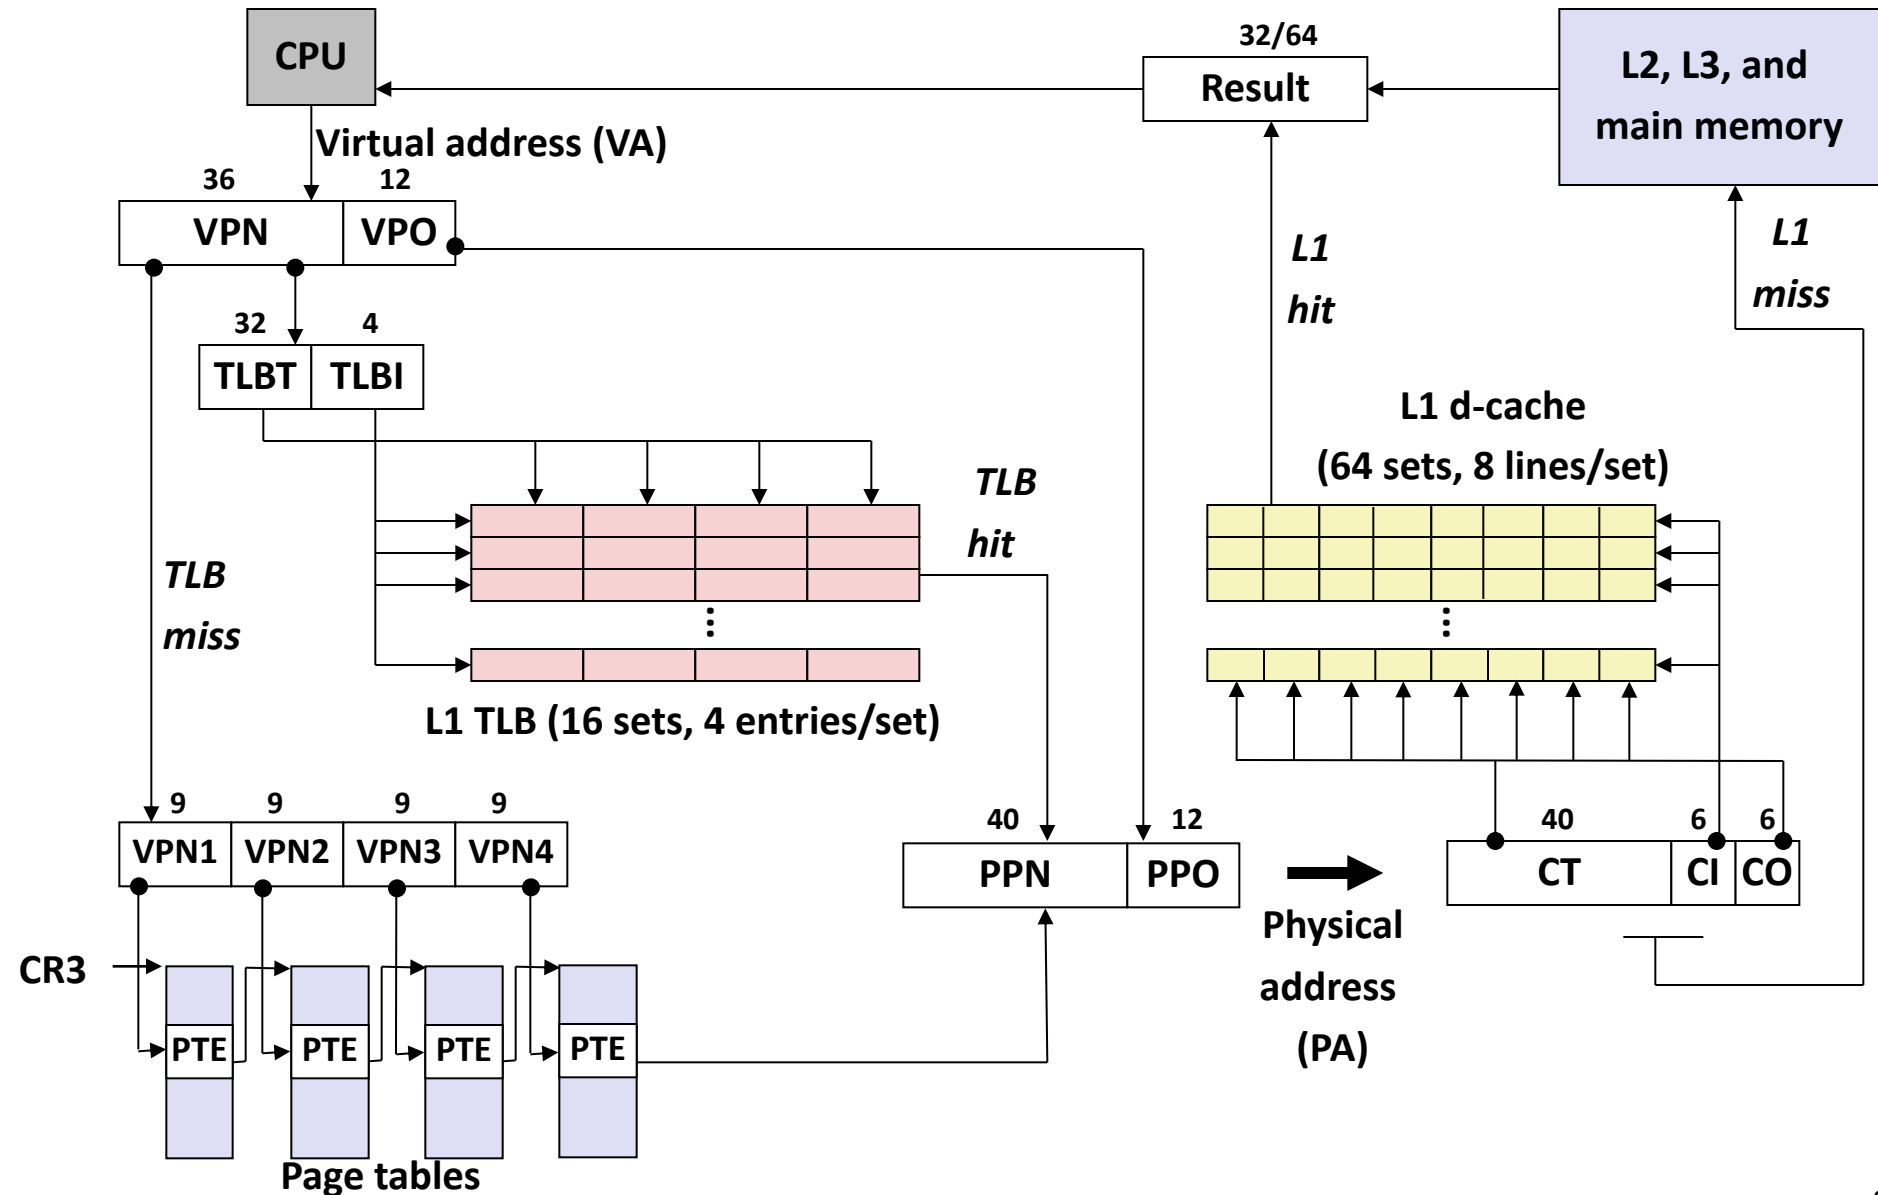 CPU
32/64
Result
L2, L3, and
main memory
Virtual address (VA)
36
12
VPN
VPO
L1
hit
L1
miss
32
4
TLBT
TLBI
L1 d-cache
(64 sets, 8 lines/set)
TLB
hit
TLB
miss
...
...
L1 TLB (16 sets, 4 entries/set)
9
9
9
9
VPN1
VPN2
VPN3
VPN4
40
12
PPN
PPO
40
6
6
CT
CI
CO
Physical
address
(PA)
CR3
PTE
PTE
PTE
PTE
Page tables